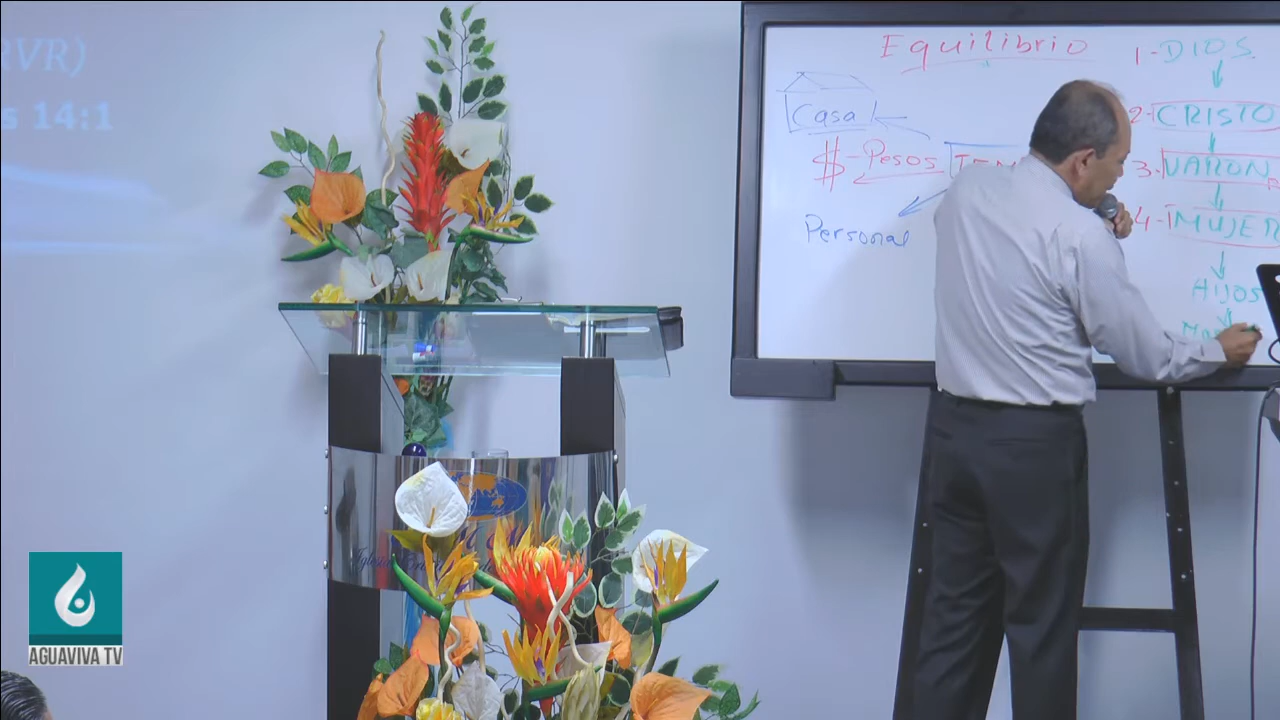 RVR)
s 14:1
Equilibrio
Casa
$-Pesos
Personal
1-DIOS
2-CRISTO
3.VARON
4-MUJER
Hijos
AGUAVIVA TV